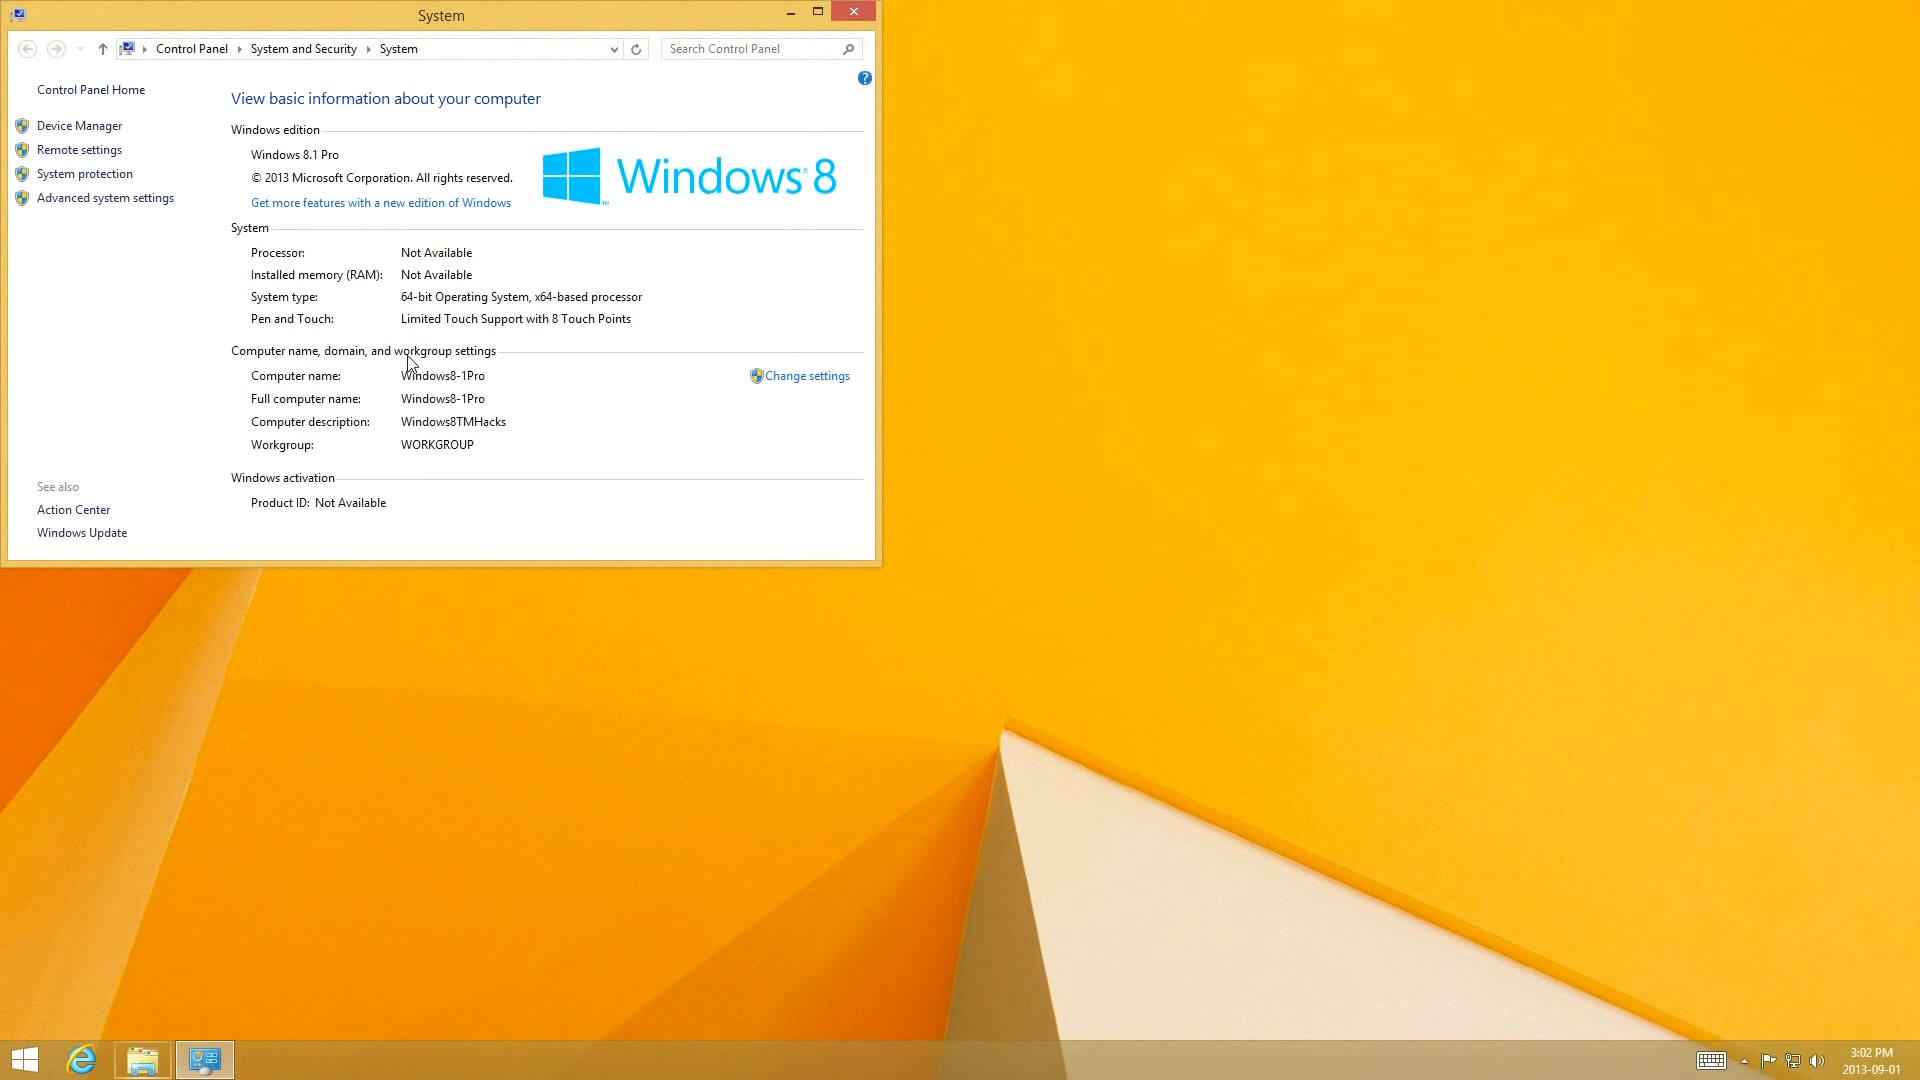 System
Control Panel System and Security System
Search Control Panel
Control Panel Home
Device Manager
Remote settings
System protection
Advanced system settings
See also
Action Center
Windows Update
View basic information about your computer
Windows edition
Windows 8.1 Pro
© 2013 Microsoft Corporation. All rights reserved.
Get more features with a new edition of Windows
Windows 8
System
Processor: Not Available
Installed memory (RAM): Not Available
System type: 64-bit Operating System, x64-based processor
Pen and Touch: Limited Touch Support with 8 Touch Points
Computer name, domain, and workgroup settings
Computer name: Windows8-1Pro
Change settings
Full computer name: Windows8-1Pro
Computer description: Windows8TMHacks
Workgroup: WORKGROUP
Windows activation
Product ID: Not Available
3:02 PM
2013-09-01